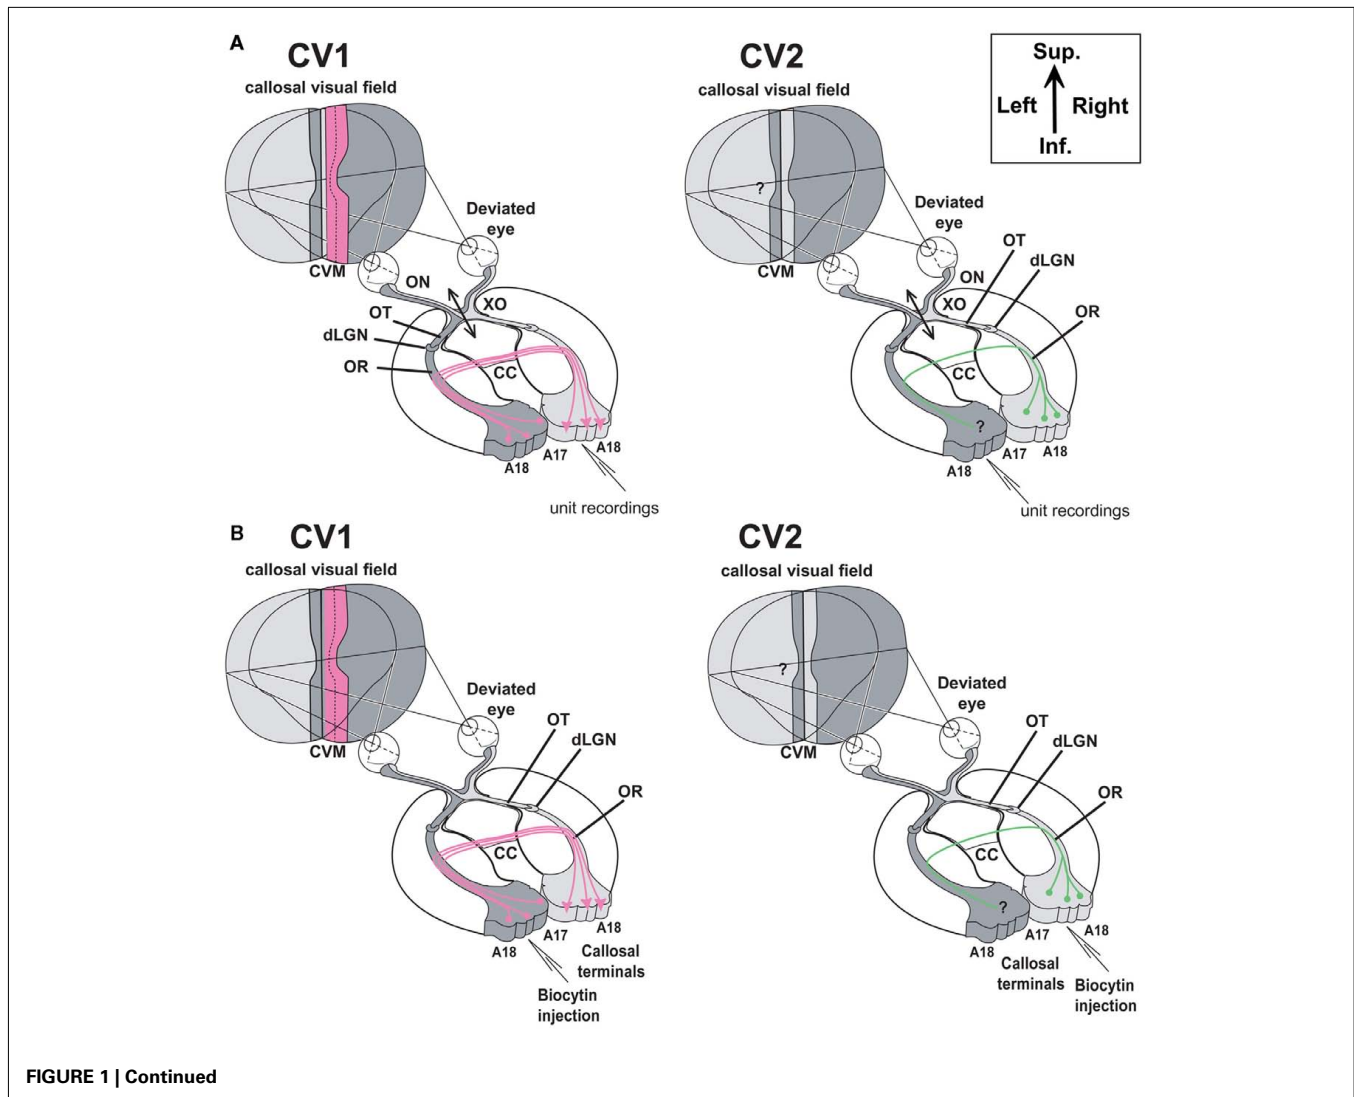 A
CV1
callosal visual field
CVM
Deviated
eye
ON
XO
OT
dLGN
OR
CC
A18
A17
A18
unit recordings
CV2
callosal visual field
?
CVM
Deviated
eye
OT
dLGN
ON
XO
OR
CC
?
A18
A17
A18
unit recordings
Sup.
Left
Right
Inf.
B
CV1
callosal visual field
CVM
Deviated
eye
OT
dLGN
OR
CC
A18
A17
A18
Callosal
terminals
Biocytin
injection
CV2
callosal visual field
?
CVM
Deviated
eye
OT
dLGN
OR
CC
?
A18
A17
A18
Callosal
terminals
Biocytin
injection
FIGURE 1 | Continued